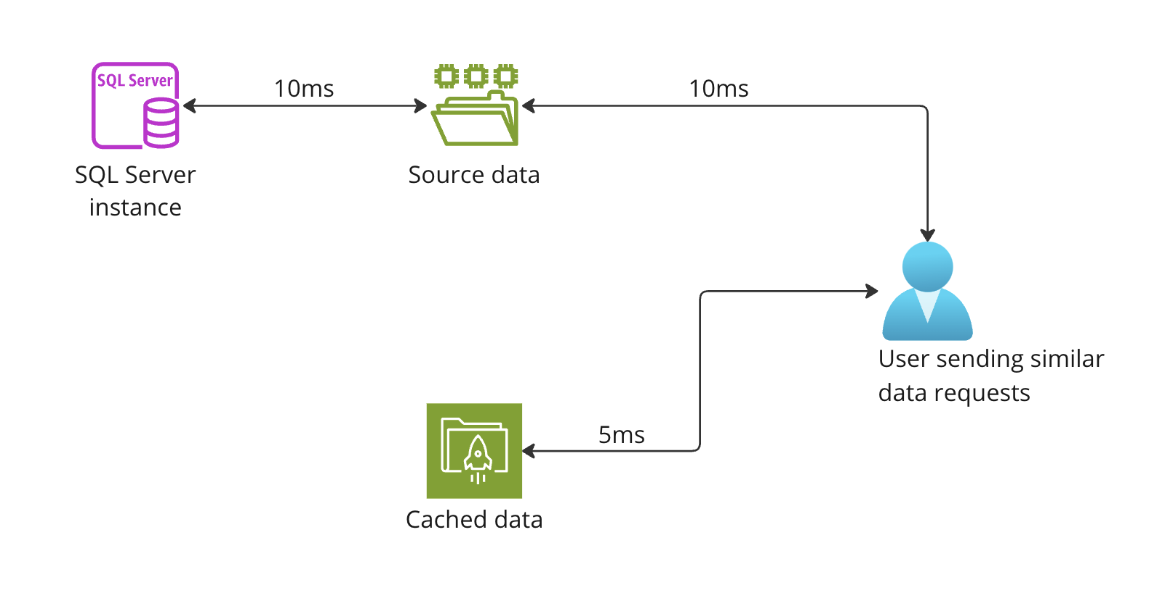 SQL Server
10ms
10ms
SQL Server
instance
Source data
User sending similar
data requests
5ms
Cached data